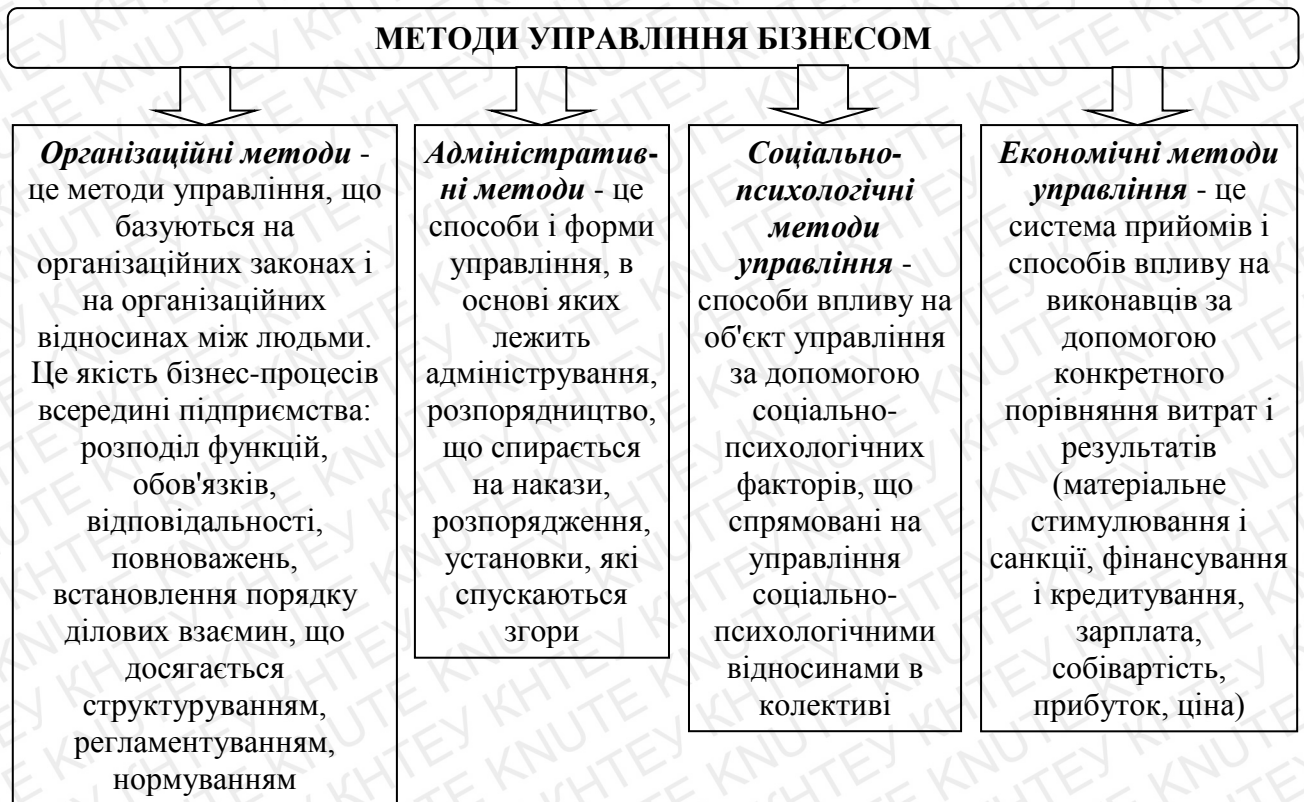 МЕТОДИ УПРАВЛІННЯ БІЗНЕСОМ
Організаційні методи -
це методи управління, що
базуються на
організаційних законах і
на організаційних
відносинах між людьми.
Це якість бізнес-процесів
всередині підприємства:
розподіл функцій,
обов'язків,
відповідальності,
повноважень,
встановлення порядку
ділових взаємин, що
досягається
структуруванням,
регламентуванням,
нормуванням
Адміністратив-
ні методи - це
способи і форми
управління, в
основі яких
лежить
адміністрування,
розпорядництво,
що спирається
на накази,
розпорядження,
установки, які
спускаються
згори
Соціально-
психологічні
методи
управління -
способи впливу на
об'єкт управління
за допомогою
соціально-
психологічних
факторів, що
спрямовані на
управління
соціально-
психологічними
відносинами в
колективі
Економічні методи
управління - це
система прийомів і
способів впливу на
виконавців за
допомогою
конкретного
порівняння витрат і
результатів
(матеріальне
стимулювання і
санкції, фінансування
і кредитування,
зарплата,
собівартість,
прибуток, ціна)